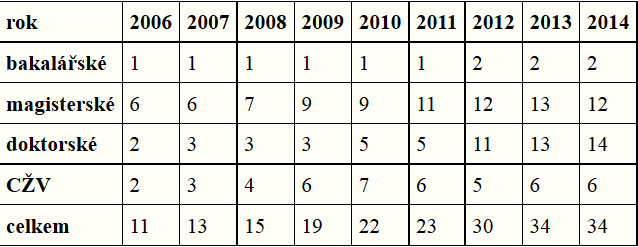 rok 2006 2007 2008 2009 2010 2011 2012 2013 2014
bakalářské 1 1 1 1 1 1 2 2 2
magisterské 6 6 7 9 9 11 12 13 12
doktorské 2 3 3 3 5 5 11 13 14
CŽV 2 3 4 6 7 6 5 6 6
celkem 11 13 15 19 22 23 30 34 34